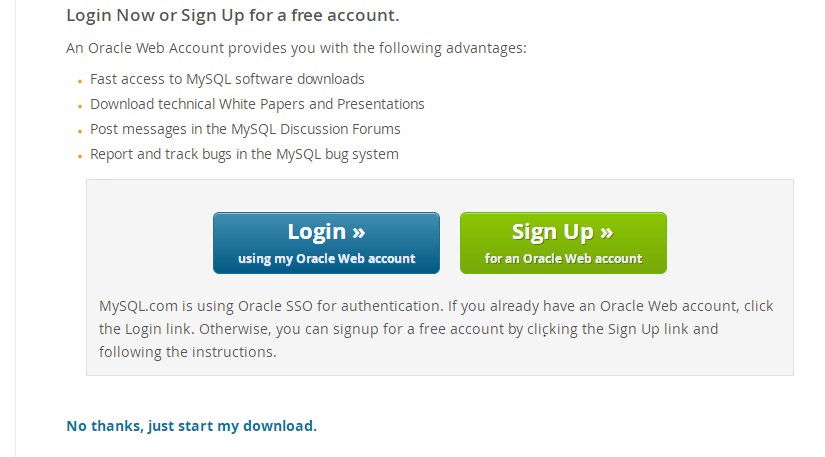 Login Now or Sign Up for a free account.
An Oracle Web Account provides you with the following advantages:
Fast access to MySQL software downloads
Download technical White Papers and Presentations
Post messages in the MySQL Discussion Forums
Report and track bugs in the MySQL bug system
Login »
using my Oracle Web account
Sign Up »
for an Oracle Web account
MySQL.com is using Oracle SSO for authentication. If you already have an Oracle Web account, click
the Login link. Otherwise, you can signup for a free account by clicking the Sign Up link and
following the instructions.
No thanks, just start my download.